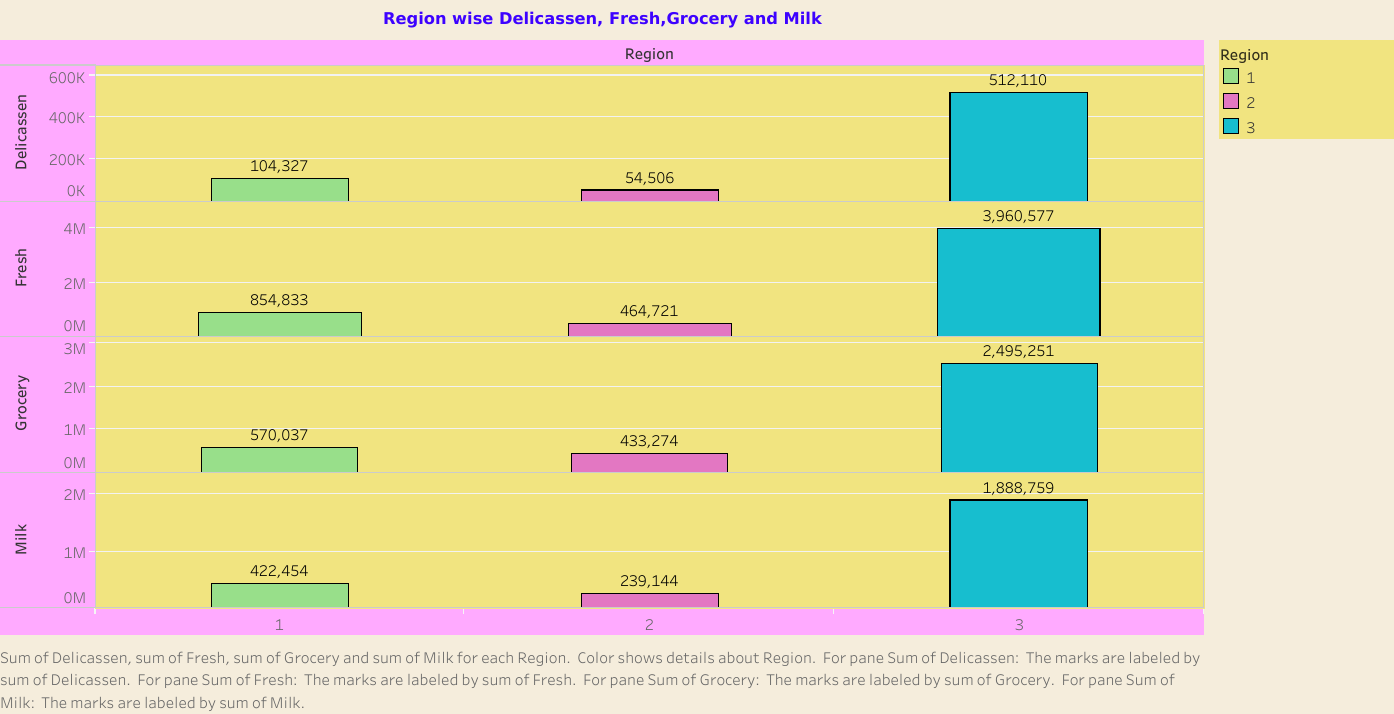 Region wise Delicassen, Fresh,Grocery and Milk
Region
Delicassen
600K
400K
200K
0K
104,327
54,506
512,110
Fresh
4M
2M
0M
854,833
464,721
3,960,577
Grocery
3M
2M
1M
0M
570,037
433,274
2,495,251
Milk
2M
1M
0M
422,454
239,144
1,888,759
1
2
3
Region
1
2
3
Sum of Delicassen, sum of Fresh, sum of Grocery and sum of Milk for each Region.  Color shows details about Region.  For pane Sum of Delicassen:  The marks are labeled by
sum of Delicassen.  For pane Sum of Fresh:  The marks are labeled by sum of Fresh.  For pane Sum of Grocery:  The marks are labeled by sum of Grocery.  For pane Sum of
Milk:  The marks are labeled by sum of Milk.